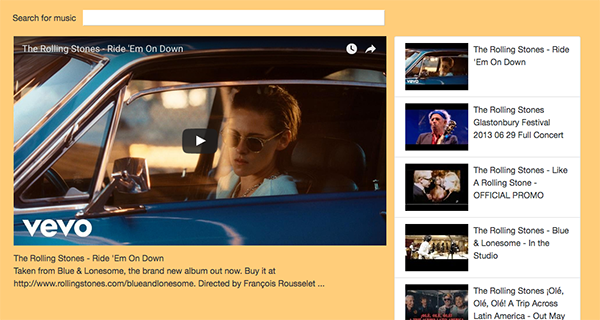 Search for music
The Rolling Stones - Ride 'Em On Down
vevo
The Rolling Stones - Ride 'Em On Down
Taken from Blue & Lonesome, the brand new album out now. Buy it at
http://www.rollingstones.com/blueandlonesome. Directed by François Rousselet ...
The Rolling Stones - Ride
'Em On Down
The Rolling Stones
Glastonbury Festival
2013 06 29 Full Concert
The Rolling Stones - Like
A Rolling Stone -
OFFICIAL PROMO
The Rolling Stones - Blue
& Lonesome - In the
Studio
The Rolling Stones ¡Olé,
Olé, Olé! A Trip Across
Latin America - Out May